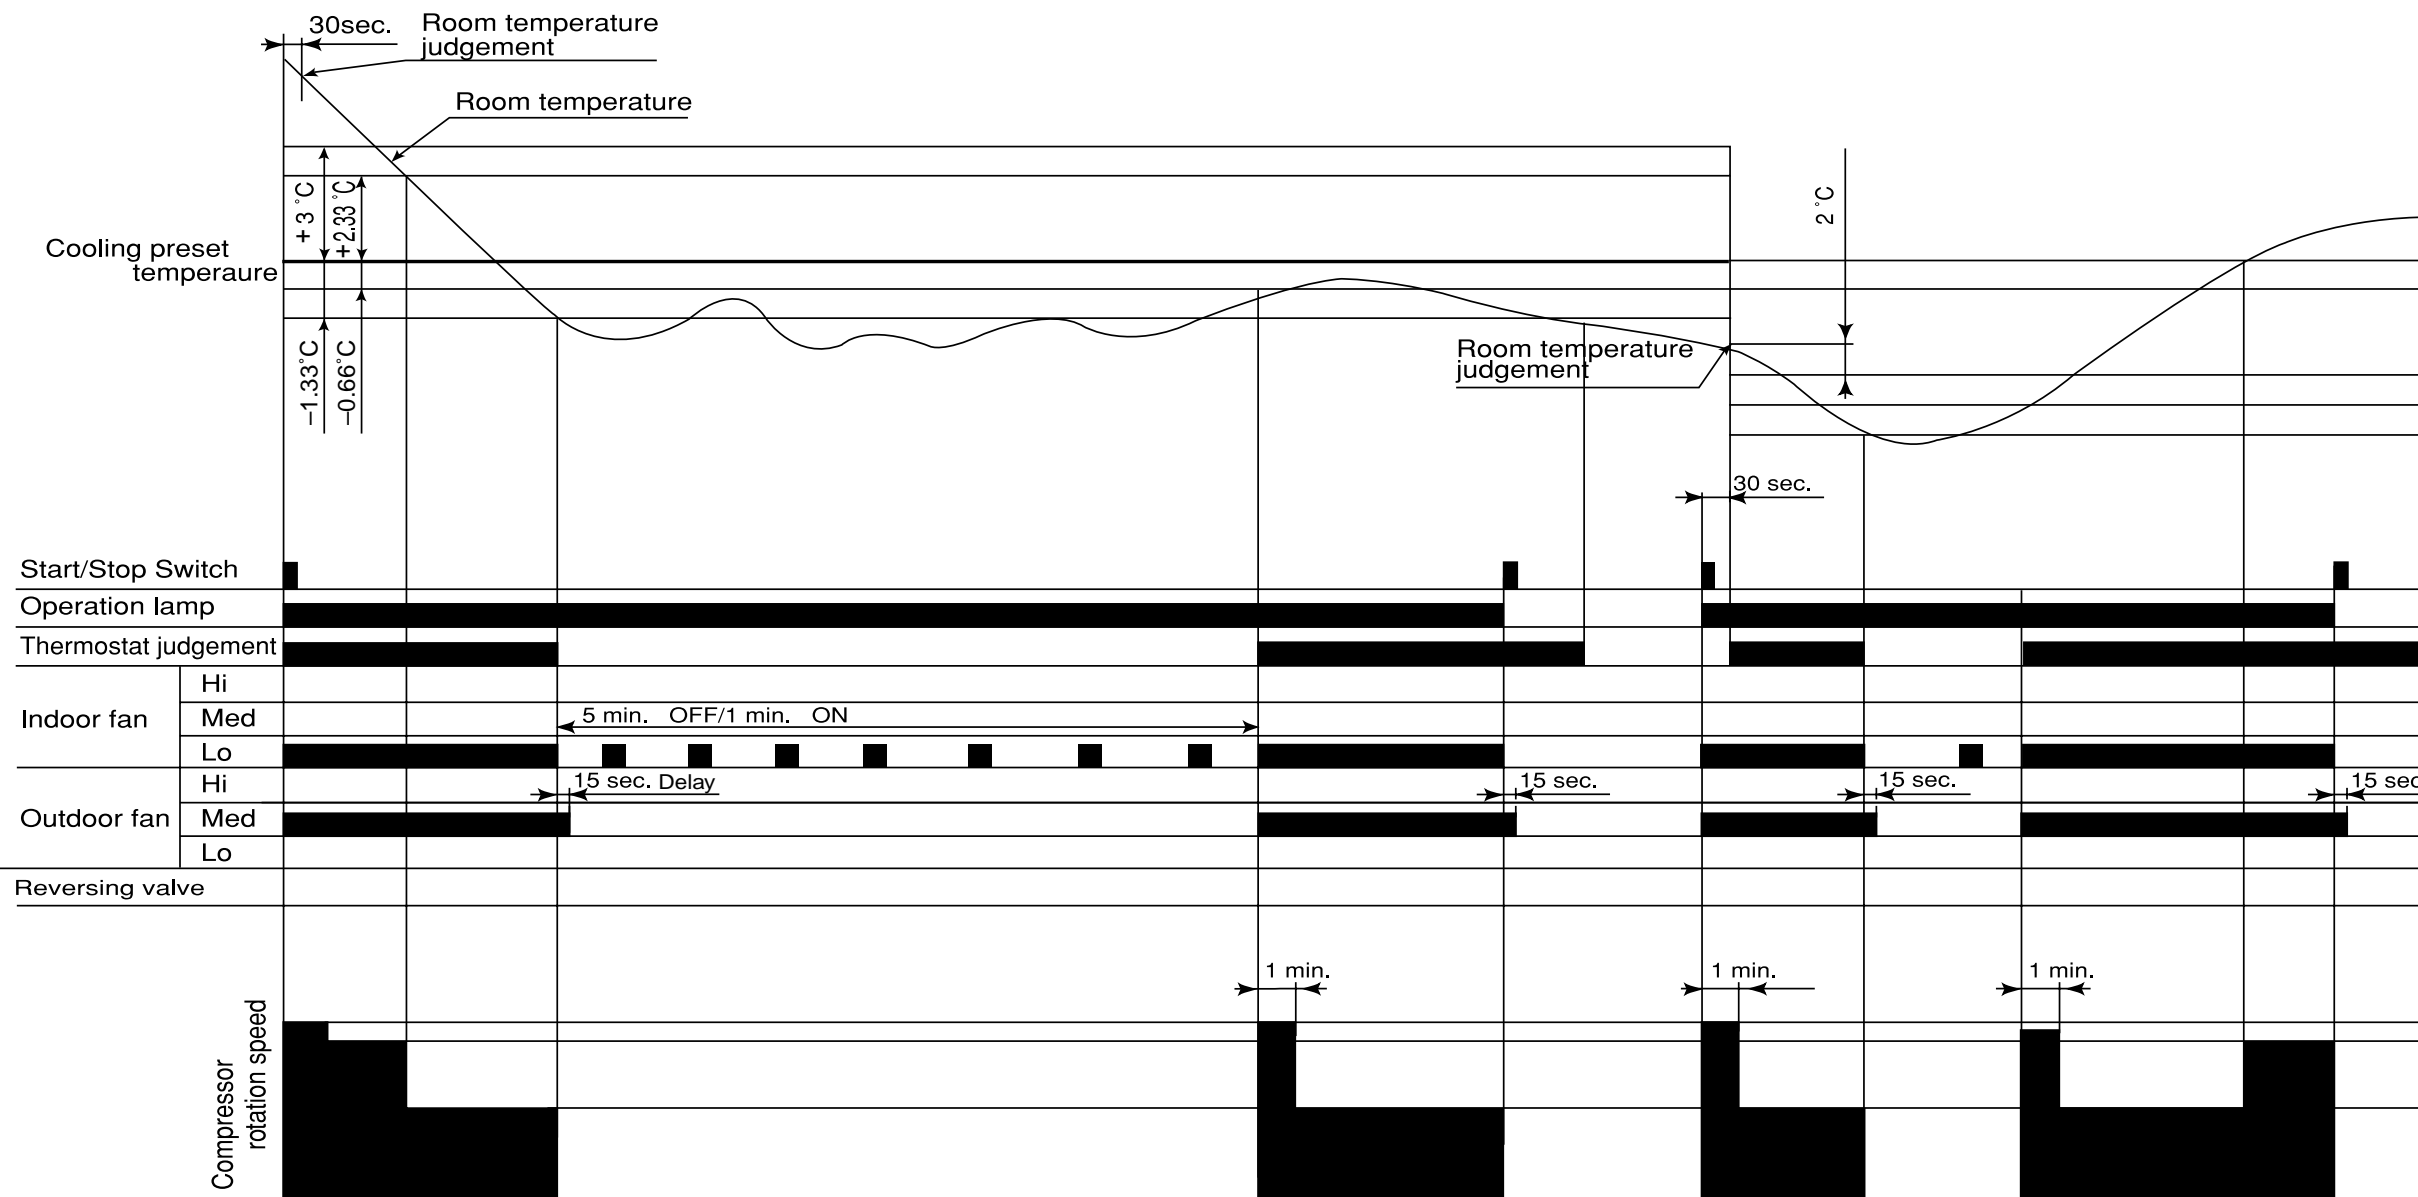 30sec.
Room temperature
judgement
Room temperature
+3 °C
+2.33 °C
2 °C
Cooling preset
temperaure
−1.33°C
−0.66°C
Room temperature
judgement
30 sec.
Start/Stop Switch
Operation lamp
Thermostat judgement
Hi
Indoor fan
Med
5 min. OFF/1 min. ON
Lo
Hi
15 sec. Delay
15 sec.
15 sec.
15 sec
Outdoor fan
Med
Lo
Reversing valve
1 min.
1 min.
1 min.
Compressor
rotation speed